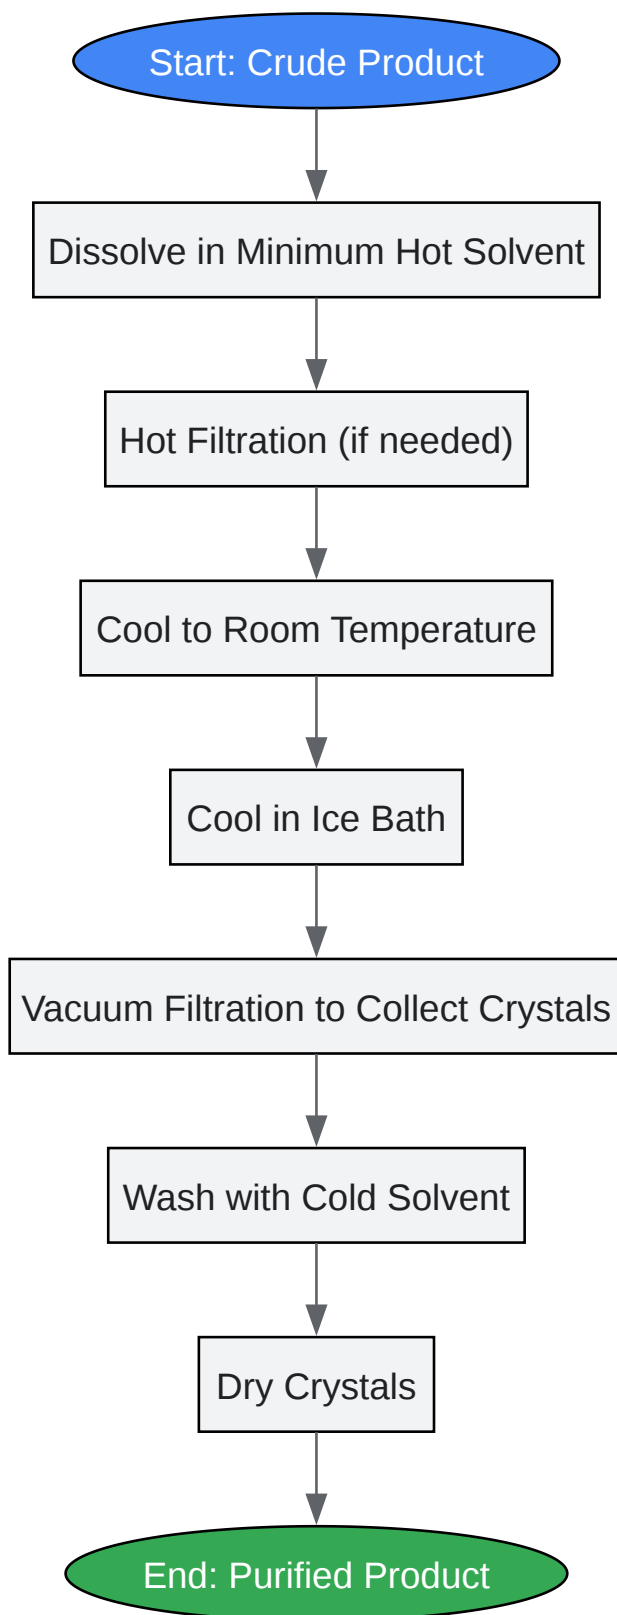 Start: Crude Product
Dissolve in Minimum Hot Solvent
Hot Filtration (if needed)
Cool to Room Temperature
Cool in Ice Bath
Vacuum Filtration to Collect Crystals
Wash with Cold Solvent
Dry Crystals
End: Purified Product